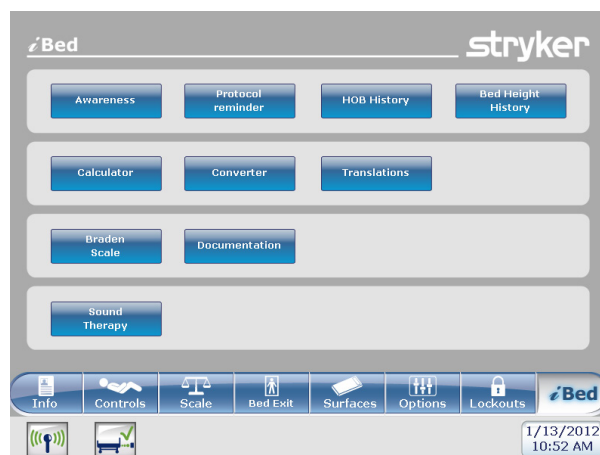 iBed
stryker
Awareness
Protocol
reminder
HOB History
Bed Height
History
Calculator
Converter
Translations
Braden
Scale
Documentation
Sound
Therapy
Info
Controls
Scale
Bed Exit
Surfaces
Options
Lockouts
iBed
1/13/2012
10:52 AM